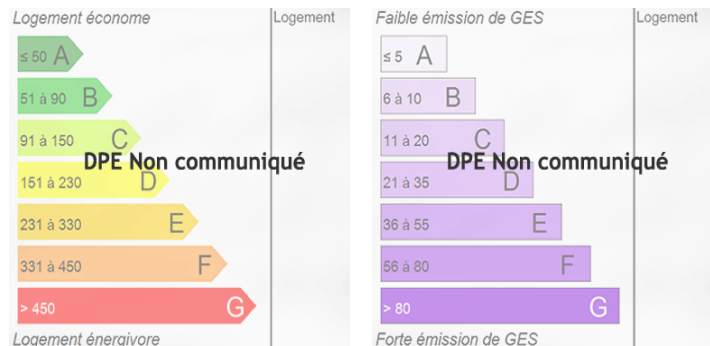 Logement économe
Logement
≤ 50 A
51 à 90 B
91 à 150 C
DPE Non communiqué
151 à 230 D
231 à 330 E
331 à 450 F
> 450 G
Logement énergivore
Faible émission de GES
Logement
≤ 5 A
6 à 10 B
11 à 20 C
DPE Non communiqué
21 à 35 D
36 à 55 E
56 à 80 F
> 80 G
Forte émission de GES